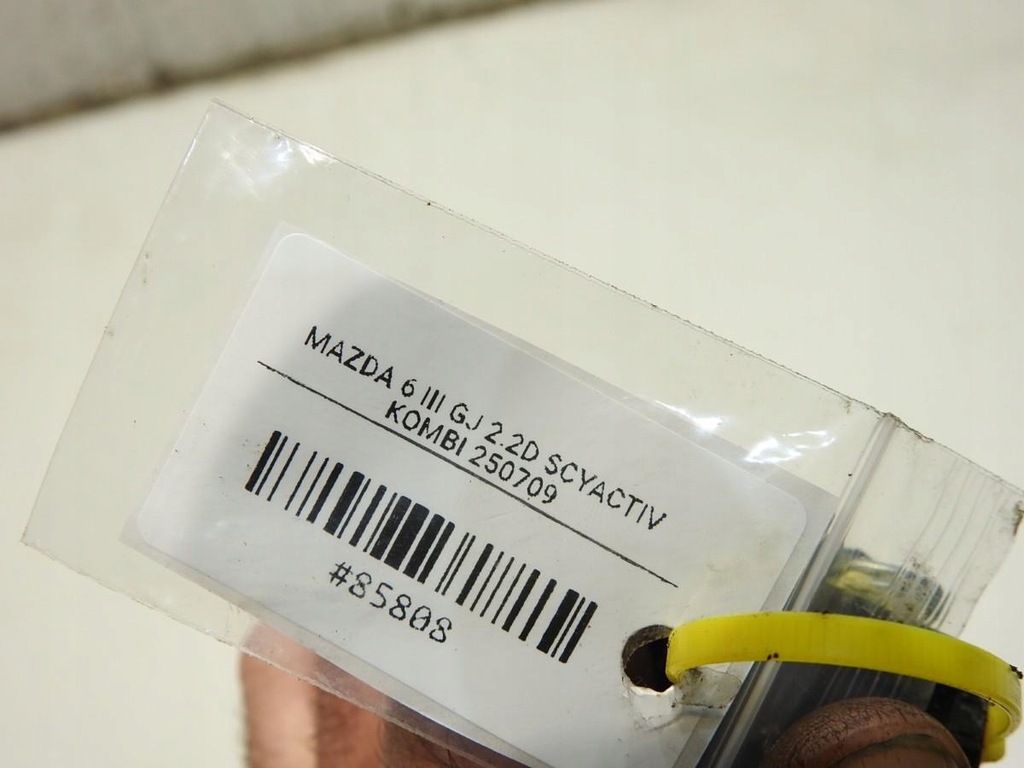 MAZDA 6 III GJ 2.2D SCYACTIV
KOMBI 250709
#85808